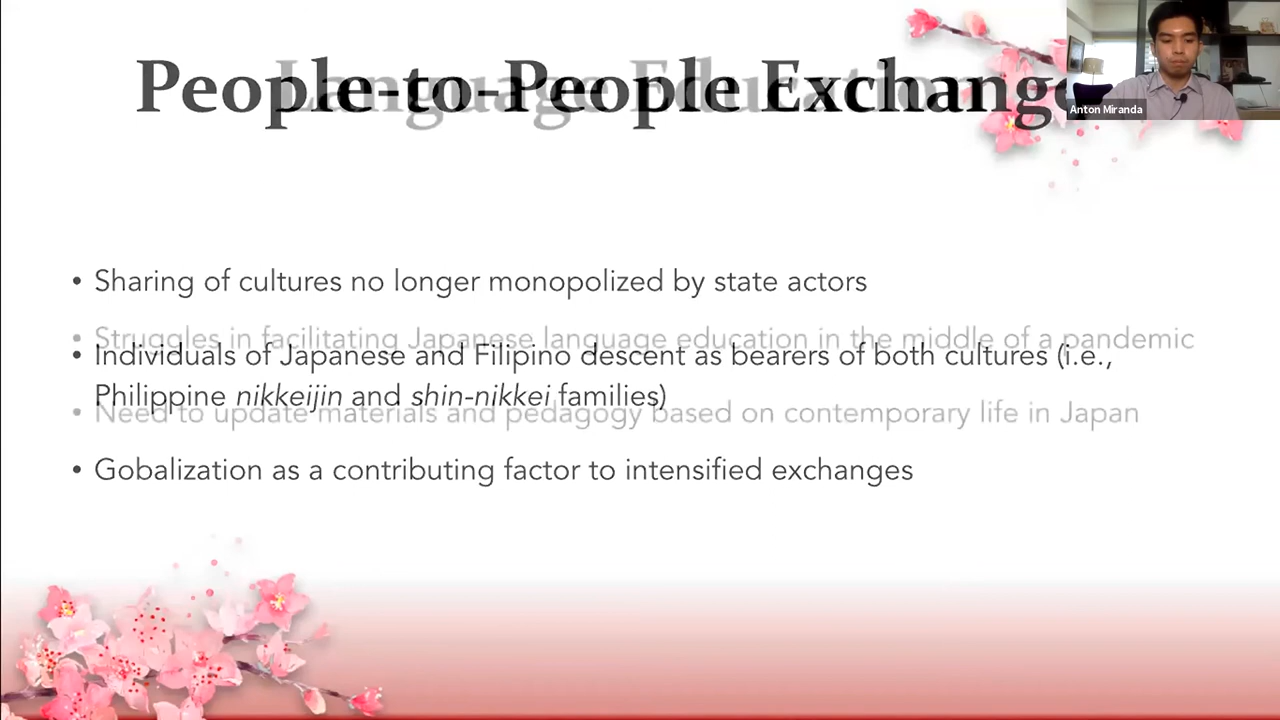 People-to-People Exchange
Language Education
Anton Miranda
• Sharing of cultures no longer monopolized by state actors
• Struggles in facilitating Japanese language education in the middle of a pandemic
• Individuals of Japanese and Filipino descent as bearers of both cultures (i.e.,
Philippine nikkeijin and shin-nikkei families)
• Need to update materials and pedagogy based on contemporary life in Japan
• Gobalization as a contributing factor to intensified exchanges